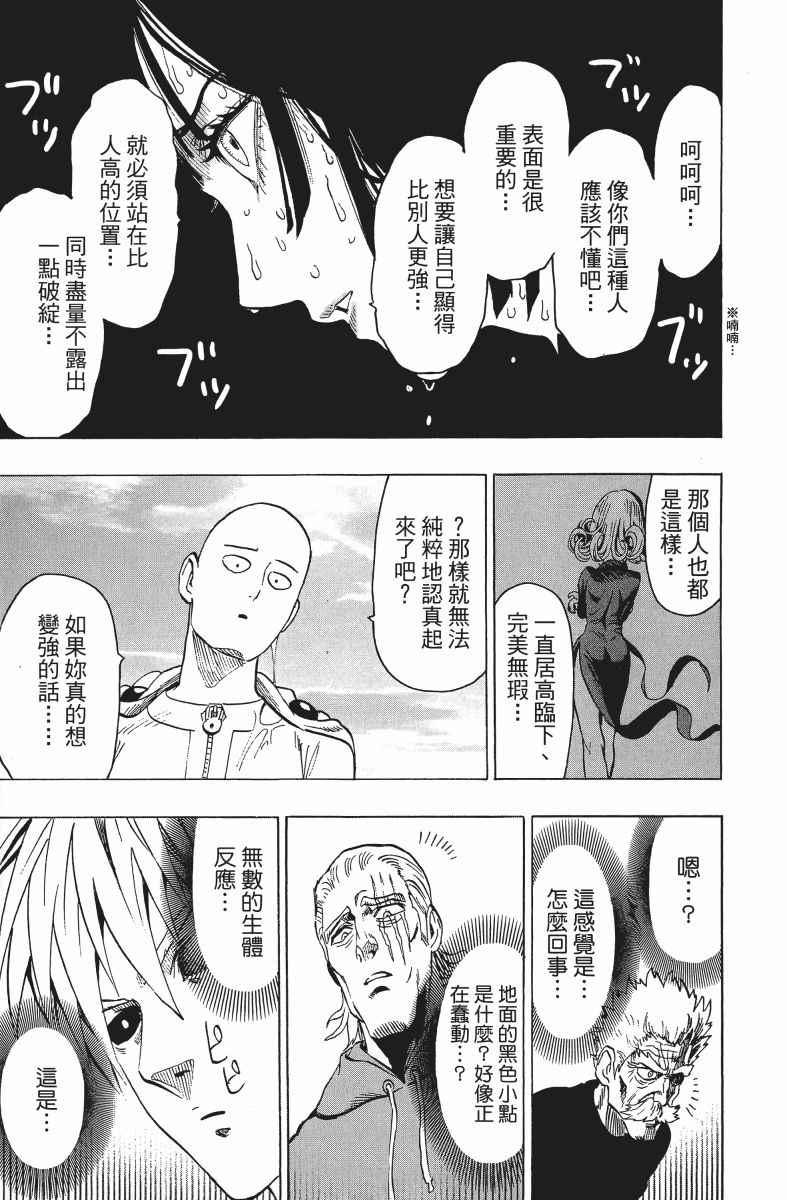 呵呵呵…
像你們這種人
應該不懂吧…
表面是很
重要的…
想要讓自己顯得
比別人更強…
就必須站在比
人高的位置…
同時盡量不露出
一點破綻…
ブツ
ブツ
ブツ
ブツ
※喃喃…
那個人也都
是這樣…
一直居高臨下、
完美無瑕…
？那樣就無法
純粹地認真起
來了吧？
如果妳真的想
變強的話……
嗯…？
這感覺是…
怎麼回事…
地面的黑色小點
是什麼？好像正
在蠢動…？
無數的生體
反應…
ピピ
這是…